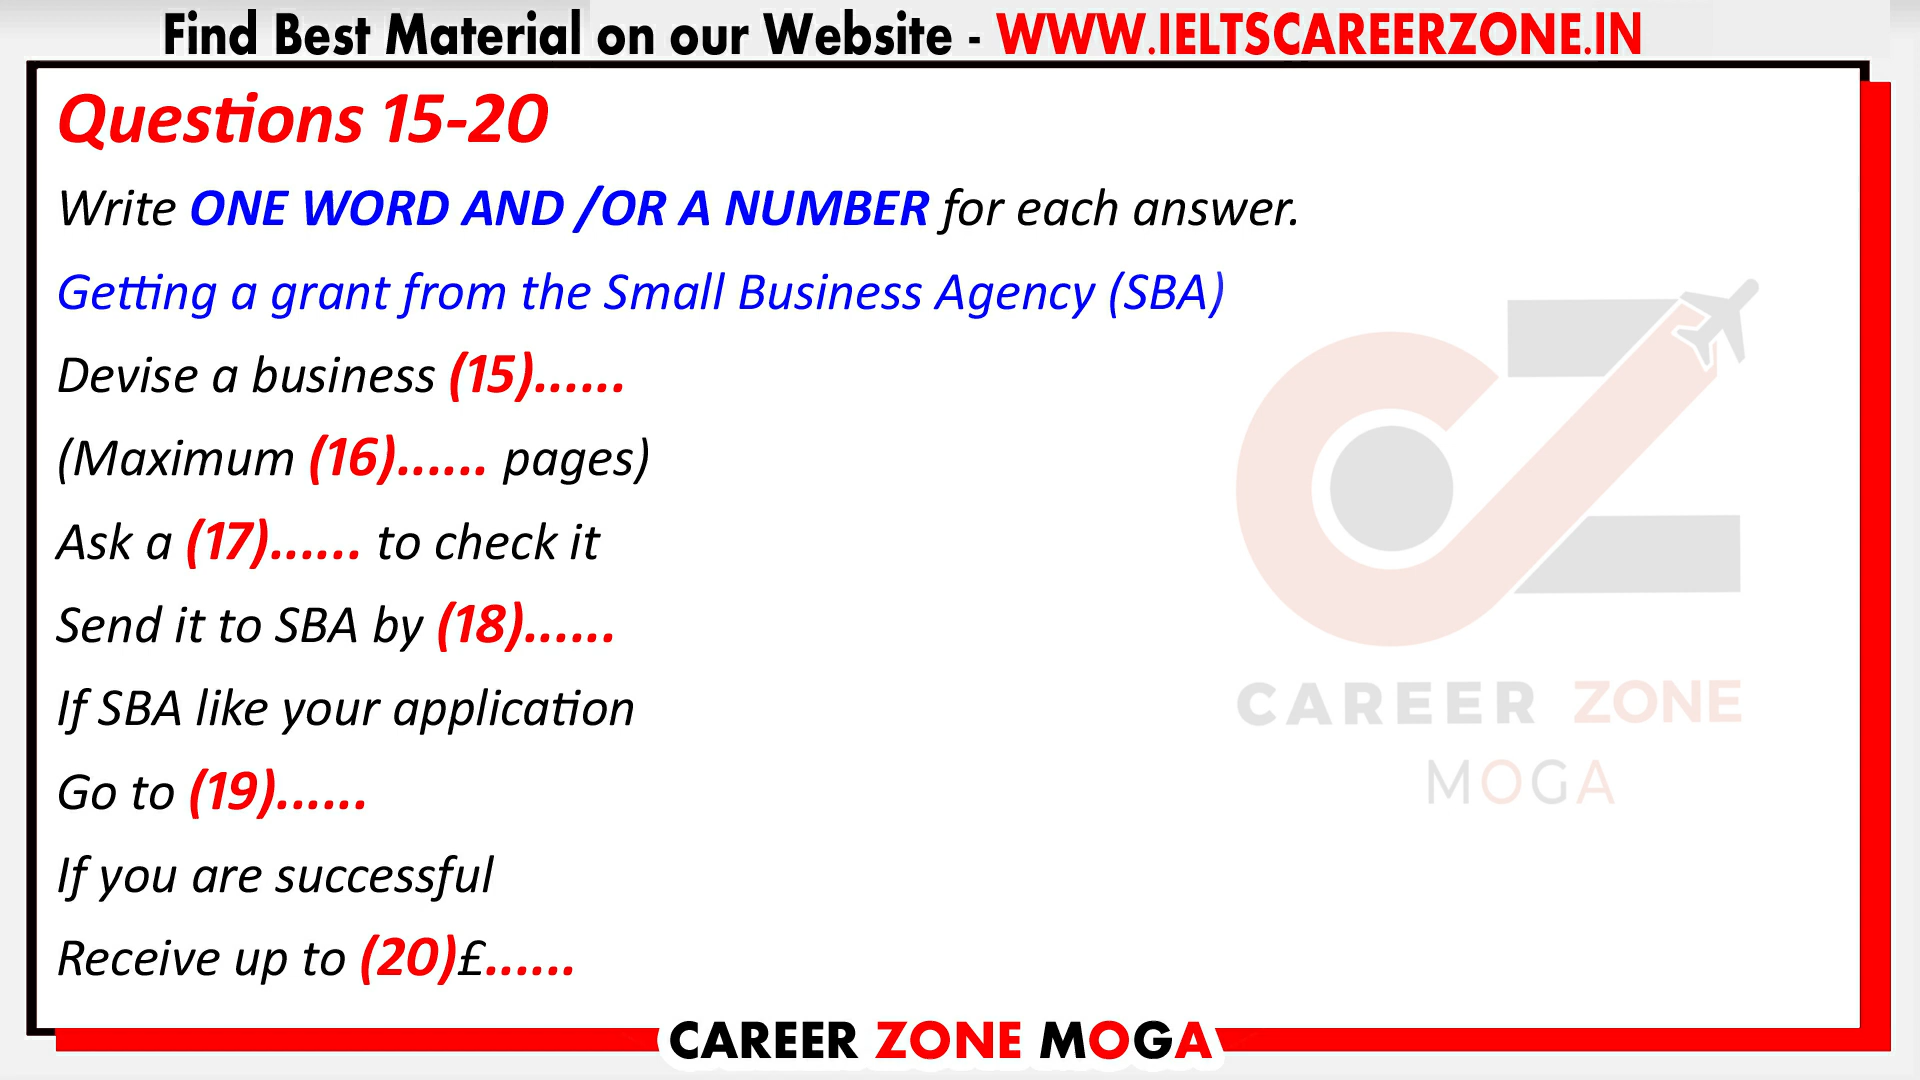 Find Best Material on our Website - WWW.IELTSCAREERZONE.IN
Questions 15-20
Write ONE WORD AND /OR A NUMBER for each answer.
Getting a grant from the Small Business Agency (SBA)
Devise a business (15)......
(Maximum (16)...... pages)
Ask a (17)...... to check it
Send it to SBA by (18)......
If SBA like your application
Go to (19)......
If you are successful
Receive up to (20)£......
CAREER ZONE
MOGA
CAREER ZONE MOGA